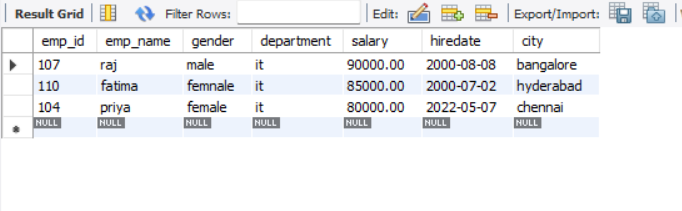 Result Grid Filter Rows: Edit: Export/Import:
emp_id emp_name gender department salary hiredate city
107 raj male it 90000.00 2000-08-08 bangalore
110 fatima femnale it 85000.00 2000-07-02 hyderabad
104 priya female it 80000.00 2022-05-07 chennai
NULL NULL NULL NULL NULL NULL NULL